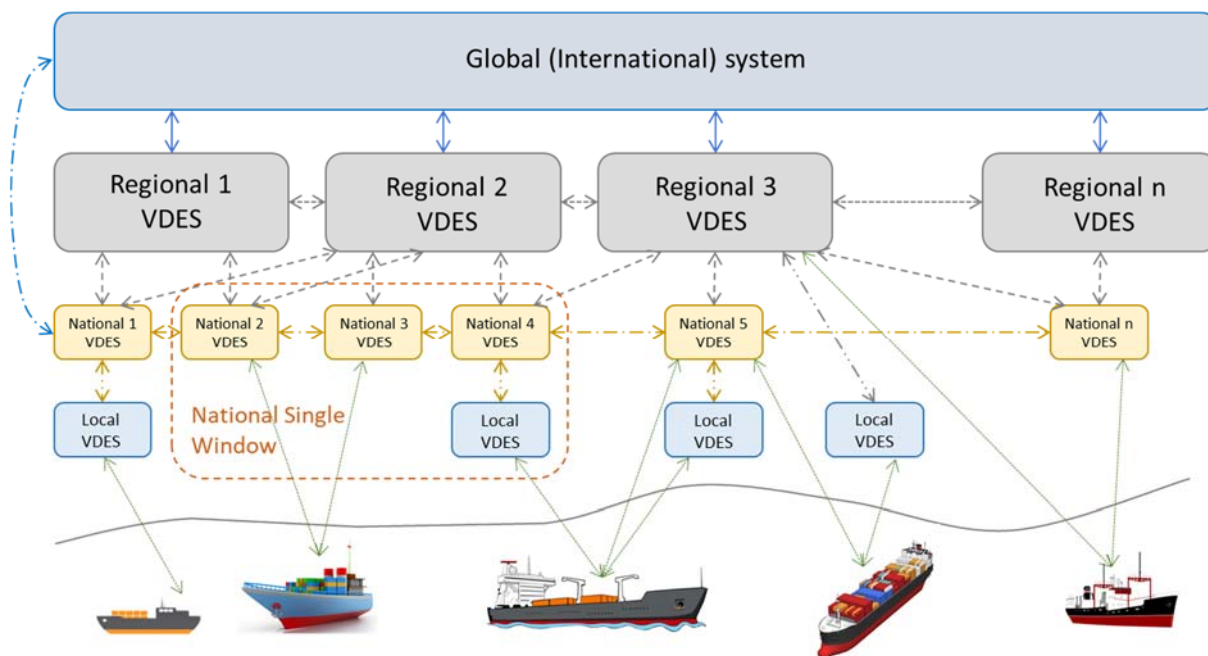 Global (International) system
Regional 1
VDES
Regional 2
VDES
Regional 3
VDES
Regional n
VDES
National 1
VDES
National 2
VDES
National 3
VDES
National 4
VDES
National 5
VDES
National n
VDES
National Single
Window
Local
VDES
Local
VDES
Local
VDES
Local
VDES